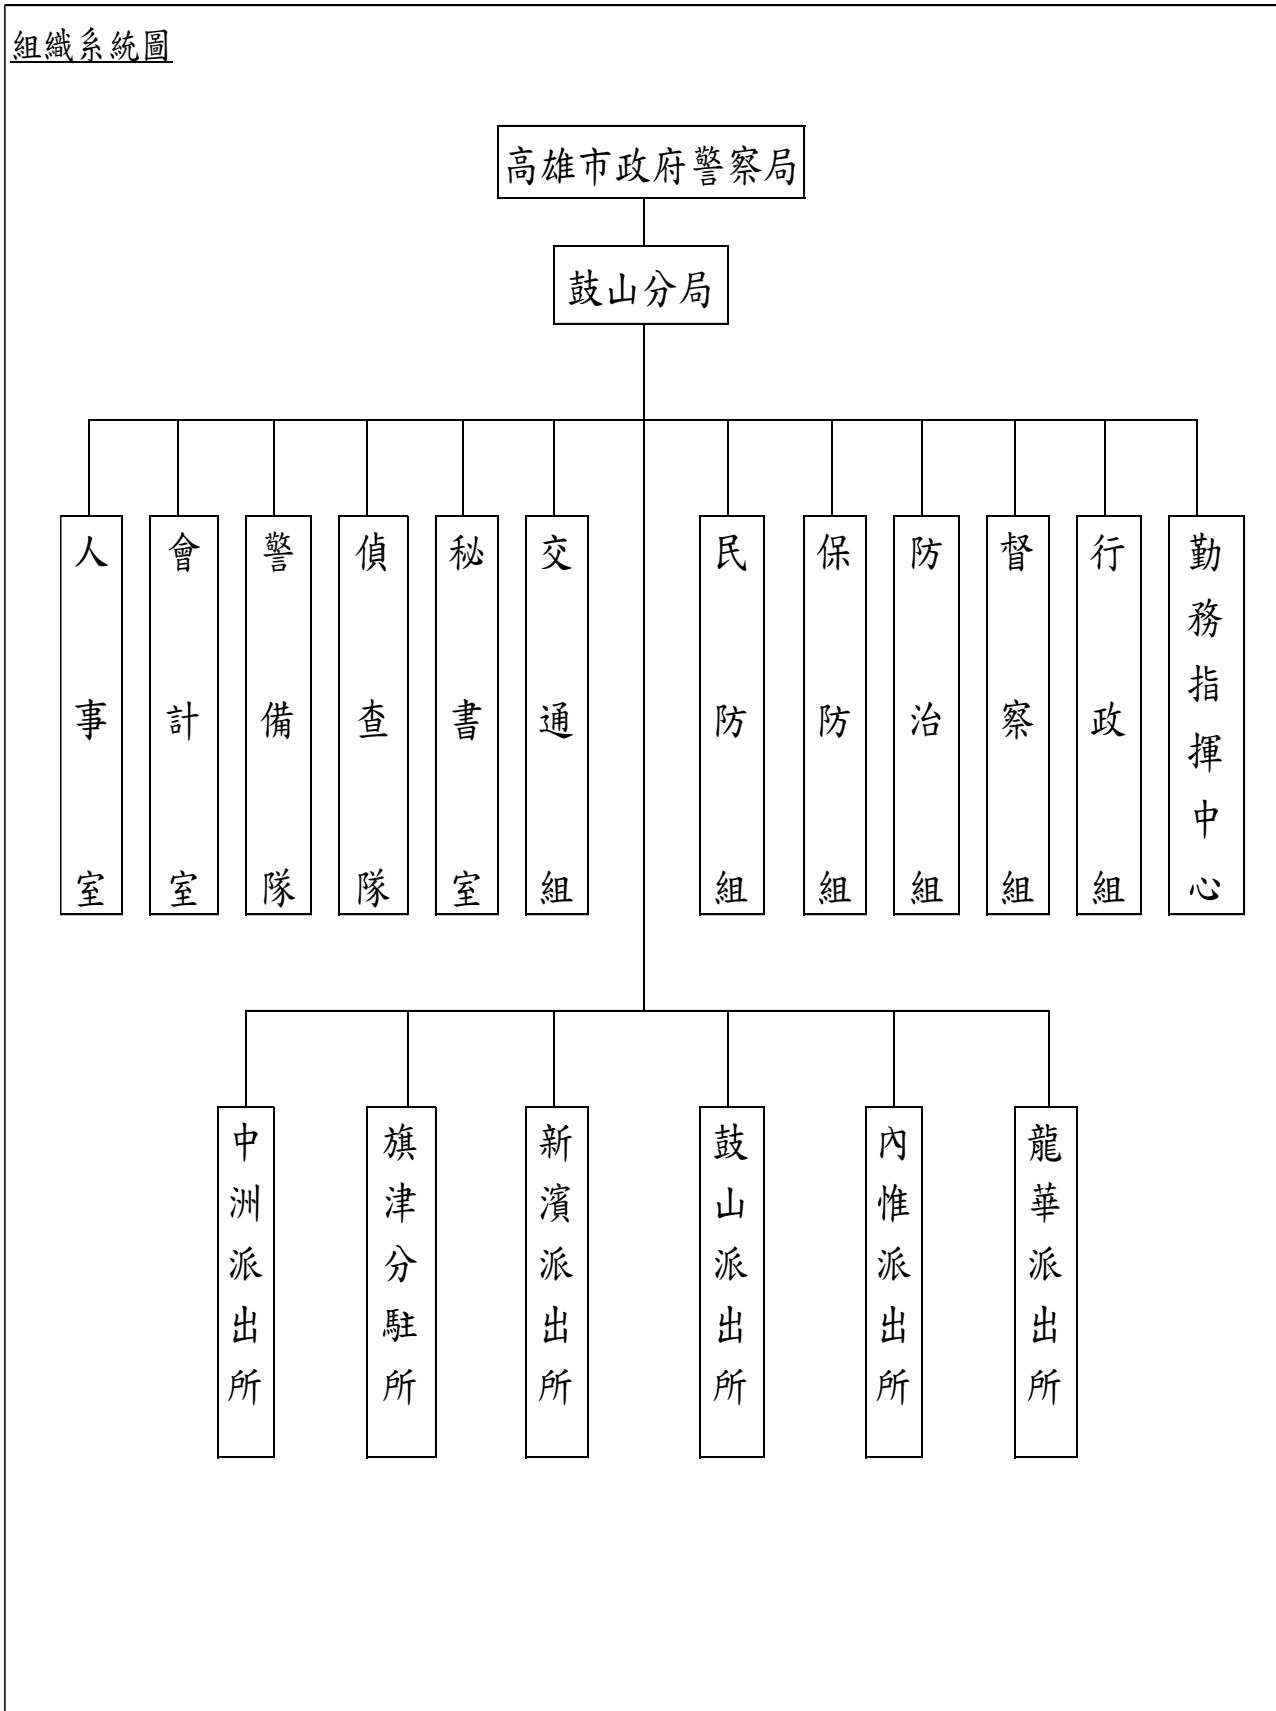 組織系統圖
高雄市政府警察局
鼓山分局
人事室
會計室
警備隊
偵查隊
秘書室
交通組
民防組
保防組
防治組
督察組
行政組
勤務指揮中心
中洲派出所
旗津分駐所
新濱派出所
鼓山派出所
內惟派出所
龍華派出所